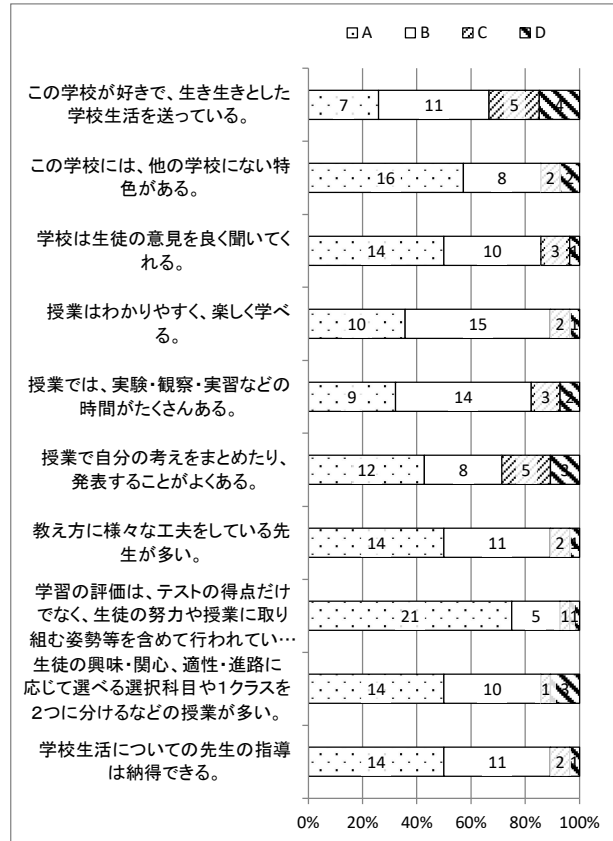 A B C D
この学校が好きで、生き生きとした
学校生活を送っている。
7 11 5 4
この学校には、他の学校にない特
色がある。
16 8 2 2
学校は生徒の意見を良く聞いてく
れる。
14 10 3 1
授業はわかりやすく、楽しく学べ
る。
10 15 2 1
授業では、実験・観察・実習などの
時間がたくさんある。
9 14 3 2
授業で自分の考えをまとめたり、
発表することがよくある。
12 8 5 3
教え方に様々な工夫をしている先
生が多い。
14 11 2 1
学習の評価は、テストの得点だけ
でなく、生徒の努力や授業に取り
組む姿勢等を含めて行われてい…
21 5 1 1
生徒の興味・関心、適性・進路に
応じて選べる選択科目や１クラスを
２つに分けるなどの授業が多い。
14 10 1 3
学校生活についての先生の指導
は納得できる。
14 11 2 1
0% 20% 40% 60% 80% 100%